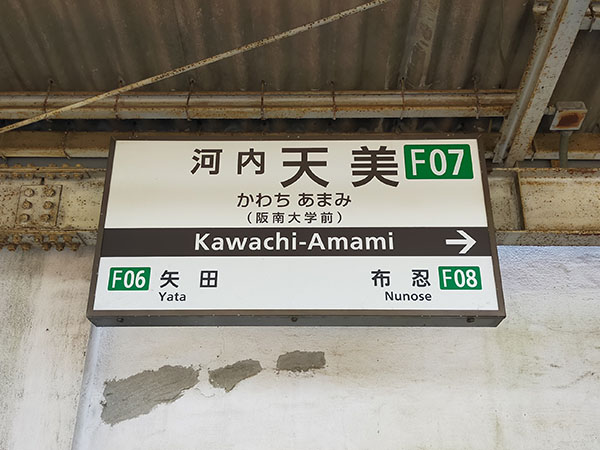 河内天美 F07
かわち あまみ
(阪南大学前)
Kawachi-Amami →
F06 矢田 布忍 F08
Yata Nunose